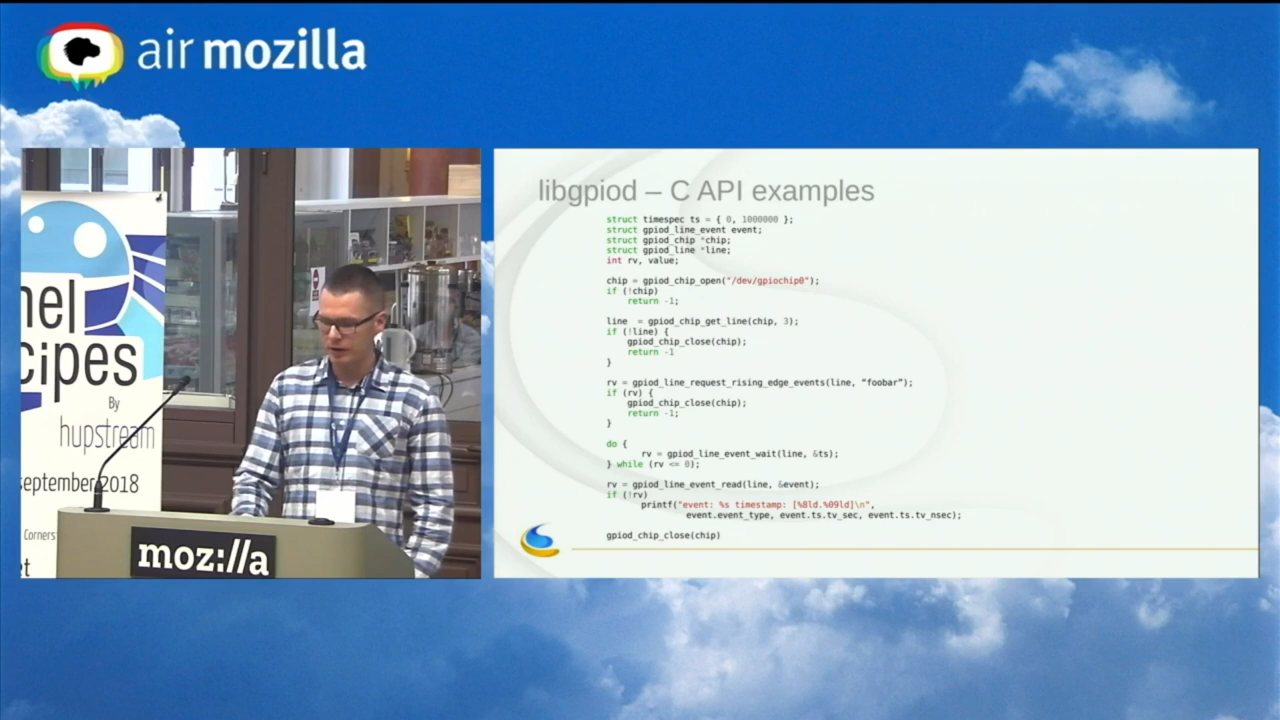 air mozilla
nel
cipes
By
hupstream
september 2018
Corners
et
moz://a
libgpiod – C API examples
struct timespec ts = { 0, 1000000 };
struct gpiod_line_event event;
struct gpiod_chip *chip;
struct gpiod_line *line;
int rv, value;
chip = gpiod_chip_open("/dev/gpiochip0");
if (!chip)
return -1;
line = gpiod_chip_get_line(chip, 3);
if (!line) {
gpiod_chip_close(chip);
return -1
}
rv = gpiod_line_request_rising_edge_events(line, “foobar”);
if (rv) {
gpiod_chip_close(chip);
return -1;
}
do {
rv = gpiod_line_event_wait(line, &ts);
} while (rv <= 0);
rv = gpiod_line_event_read(line, &event);
if (!rv)
printf("event: %s timestamp: [%8ld.%09ld]\n",
event.event_type, event.ts.tv_sec, event.ts.tv_nsec);
gpiod_chip_close(chip)